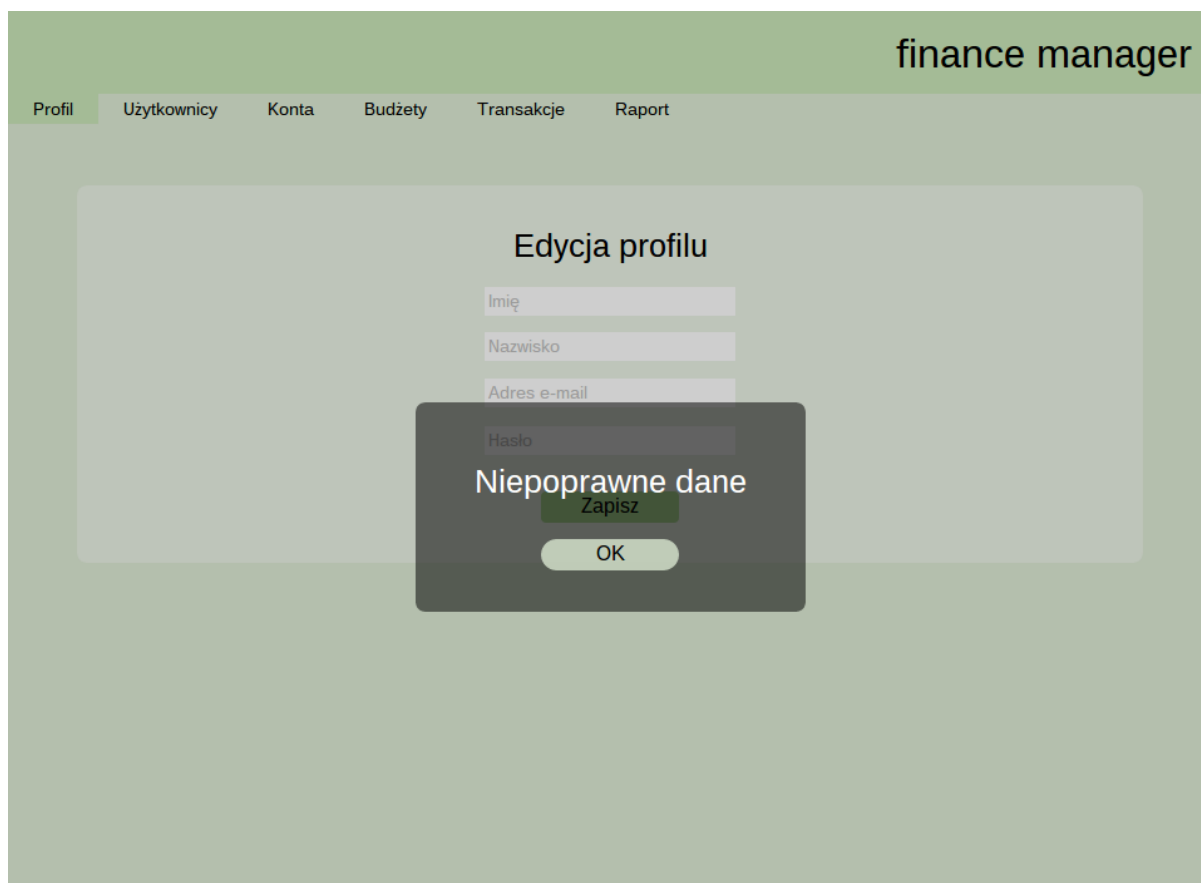 finance manager
Profil Użytkownicy Konta Budżety Transakcje Raport
Edycja profilu
Imię
Nazwisko
Adres e-mail
Hasło
Niepoprawne dane
Zapisz
OK